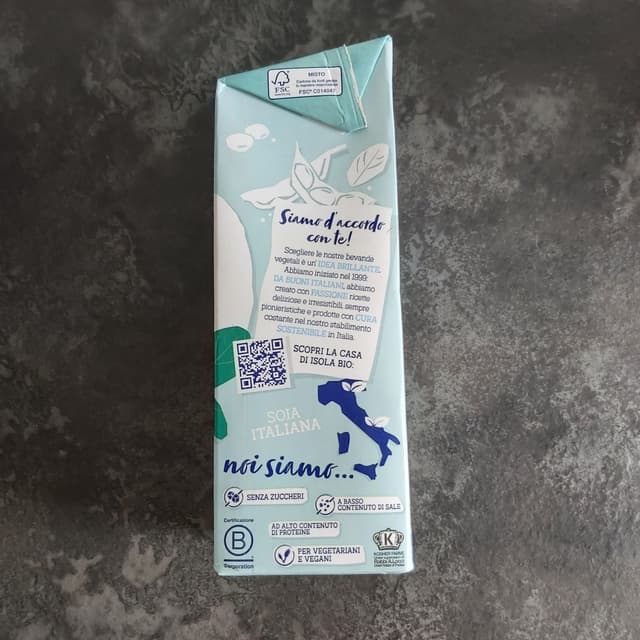 FSC
MISTO
FSC® C014047
Siamo d'accordo
con te!
Scegliere le nostre bevande
vegetali è un'IDEA BRILLANTE.
Abbiamo iniziato nel 1999.
DA BUONI ITALIANI, abbiamo
creato con PASSIONE ricette
deliziose e irresistibili, sempre
pionieristiche e prodotte con CURA
costante nel nostro stabilimento
SOSTENIBILE in Italia.
SCOPRI LA CASA
DI ISOLA BIO:
SOIA
ITALIANA
noi siamo...
SENZA ZUCCHERI
A BASSO
CONTENUTO DI SALE
Certificazione
B
Corporation
AD ALTO CONTENUTO
DI PROTEINE
PER VEGETARIANI
E VEGANI
K